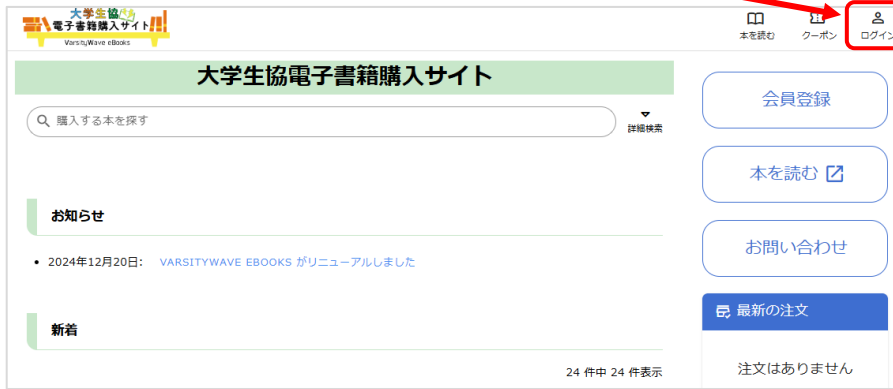 大学生協
電子書籍購入サイト!!
VarsityWave eBooks
本を読む
クーポン
ログイン
大学生協電子書籍購入サイト
購入する本を探す
詳細検索
お知らせ
• 2024年12月20日: VARSITYWAVE EBOOKS がリニューアルしました
新着
24 件中 24 件表示
会員登録
本を読む
お問い合わせ
最新の注文
注文はありません